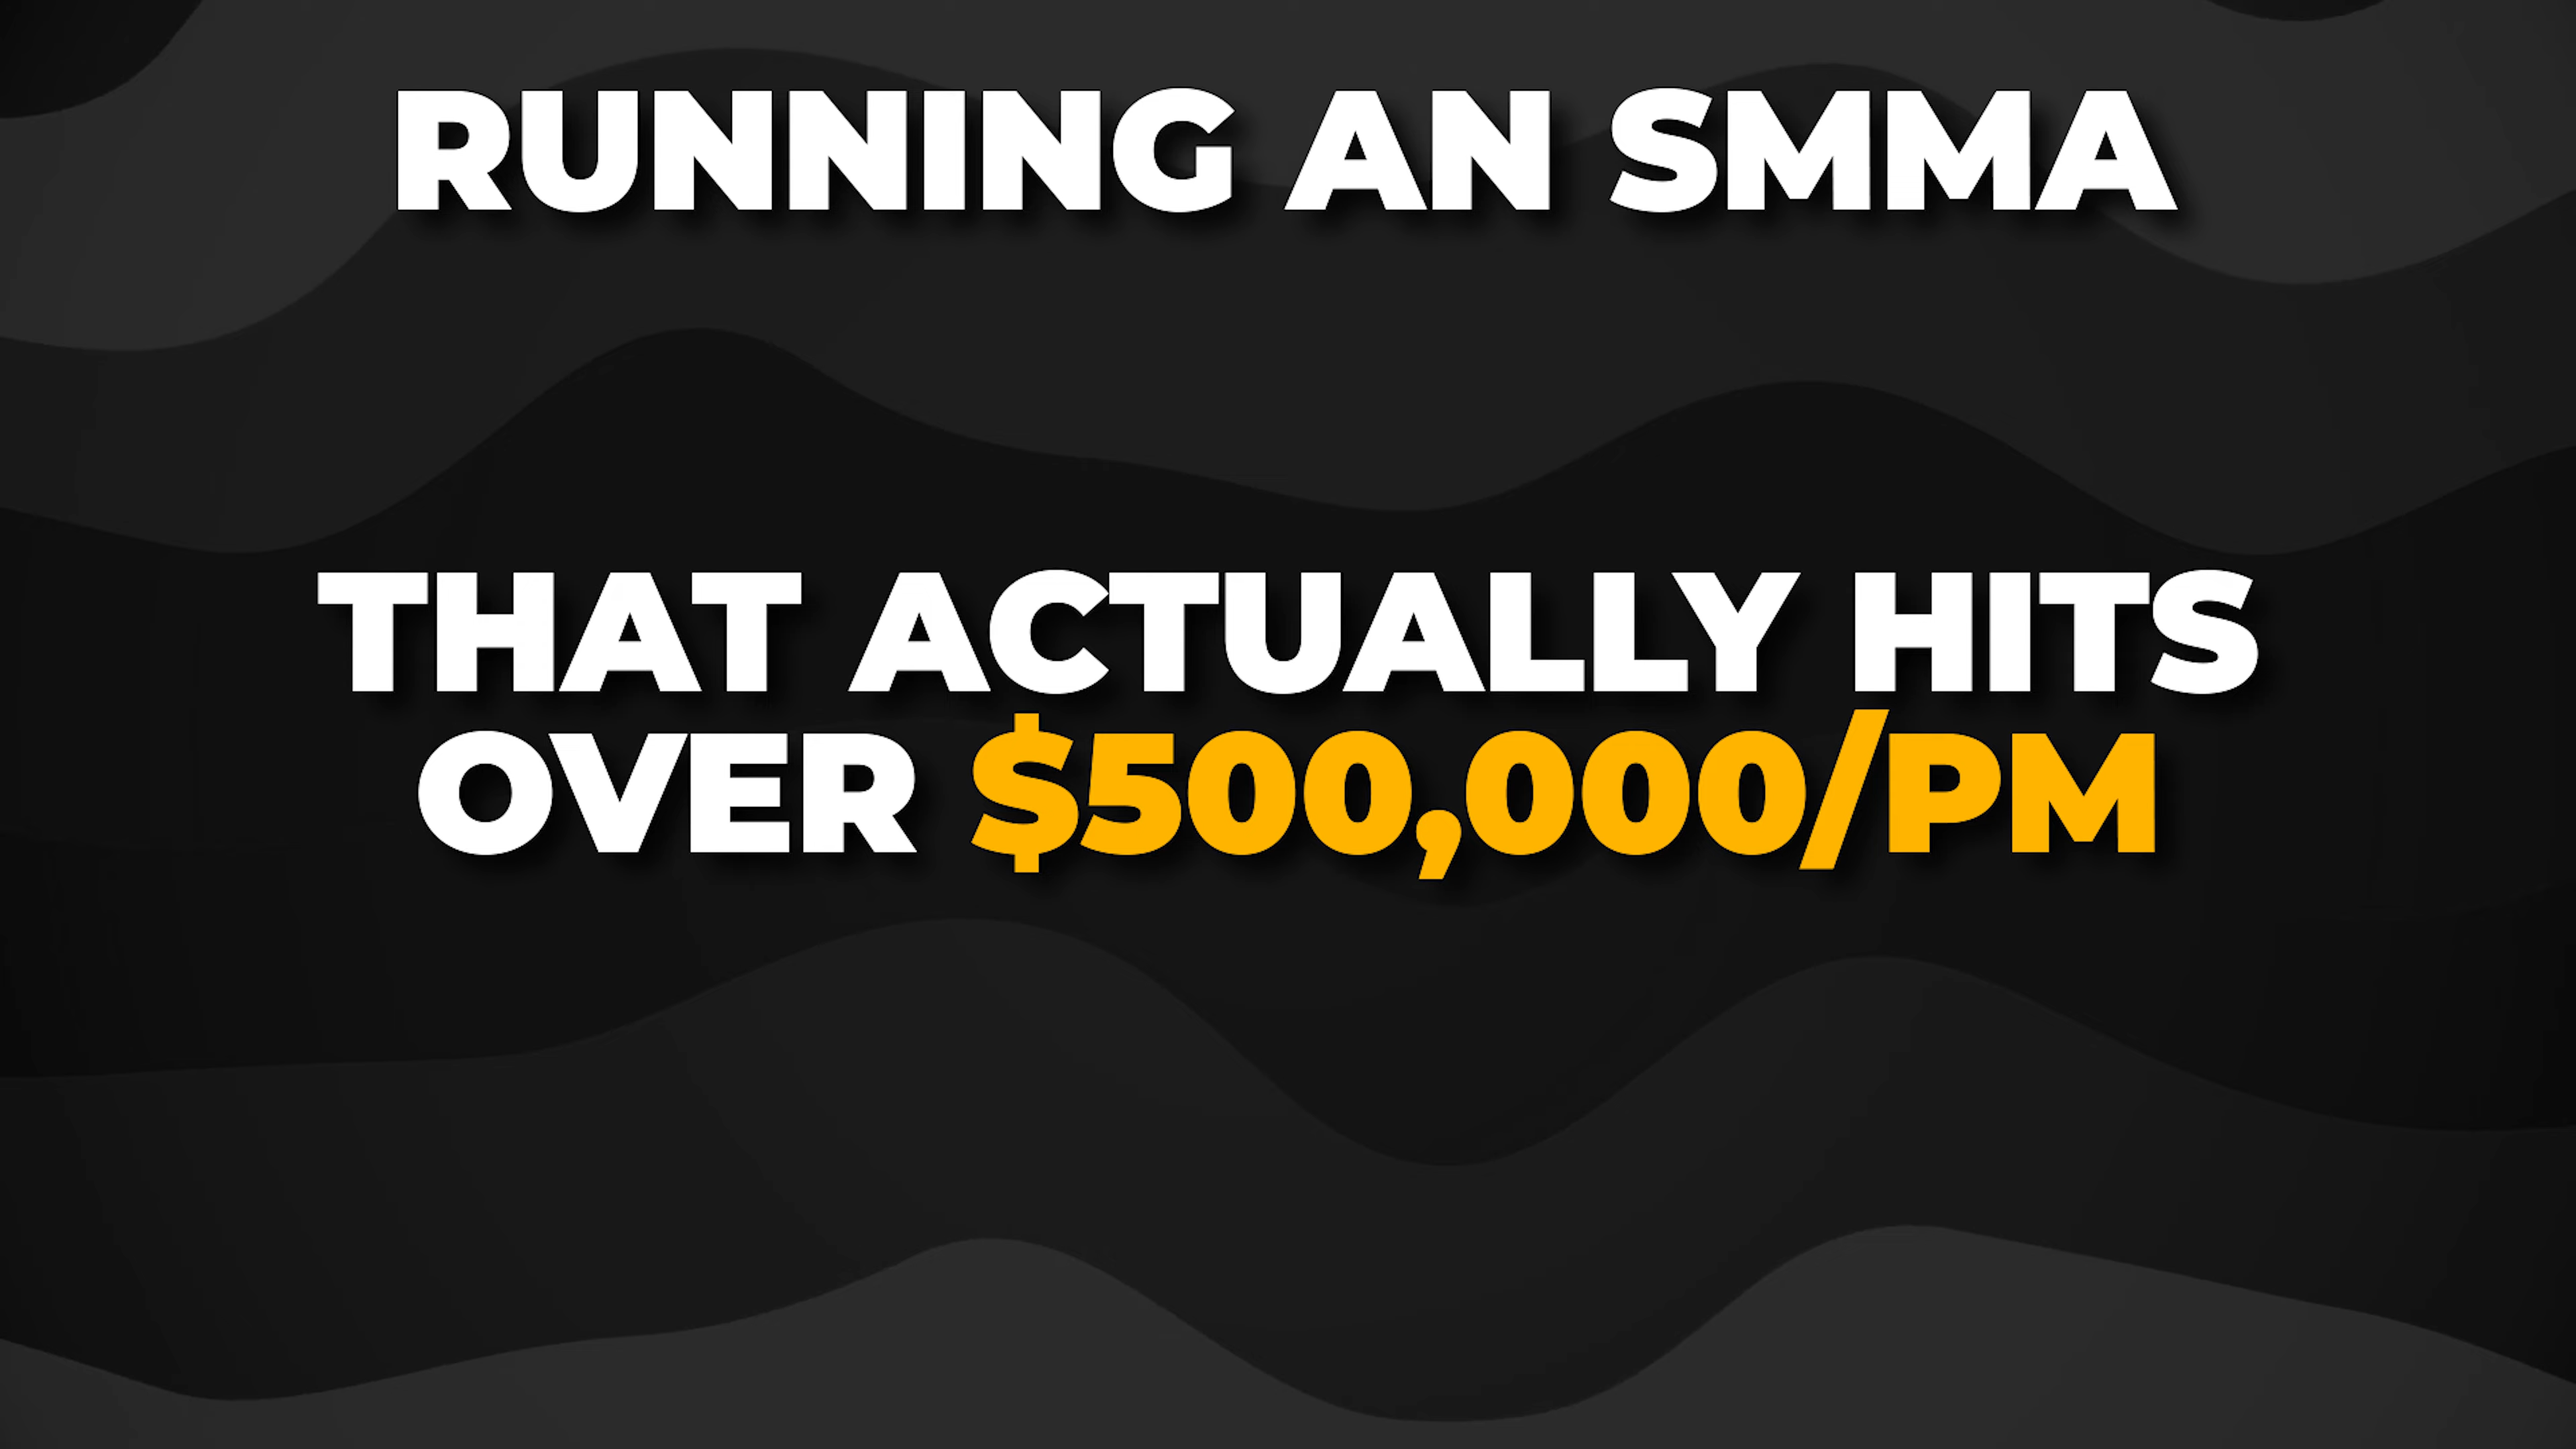 RUNNING AN SMMA
THAT ACTUALLY HITS
OVER $500,000/PM